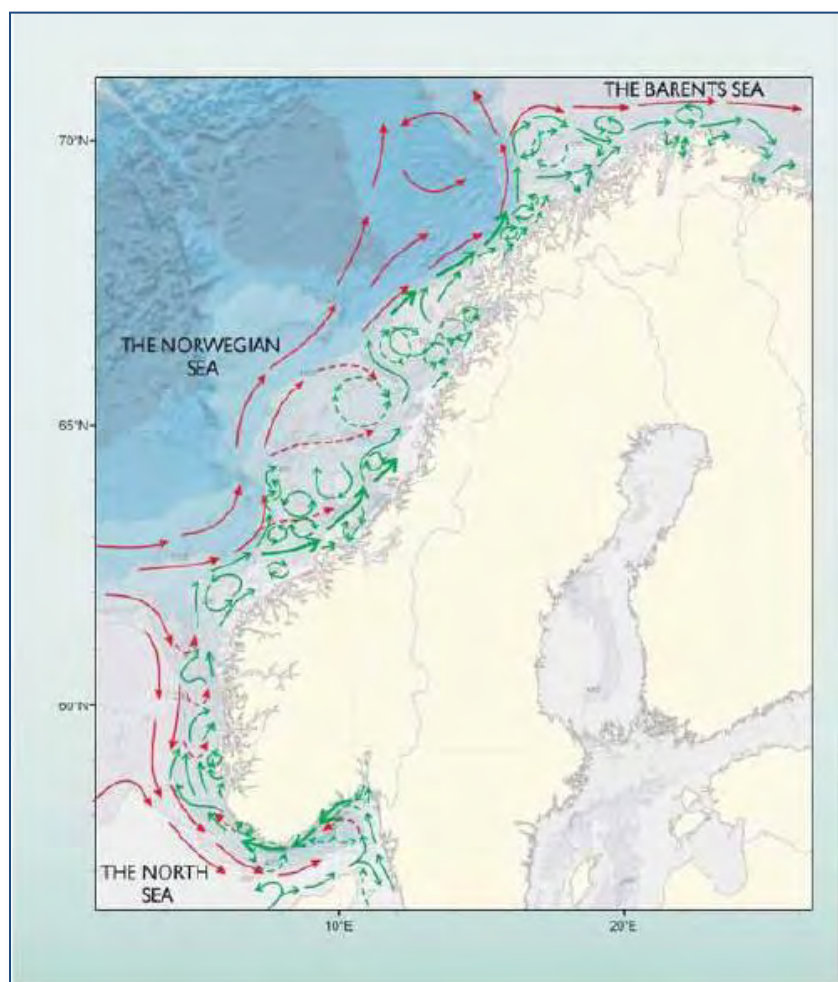 THE BARENTS SEA
70°N
THE NORWEGIAN
SEA
65°N
60°N
THE NORTH
SEA
10°E
20°E